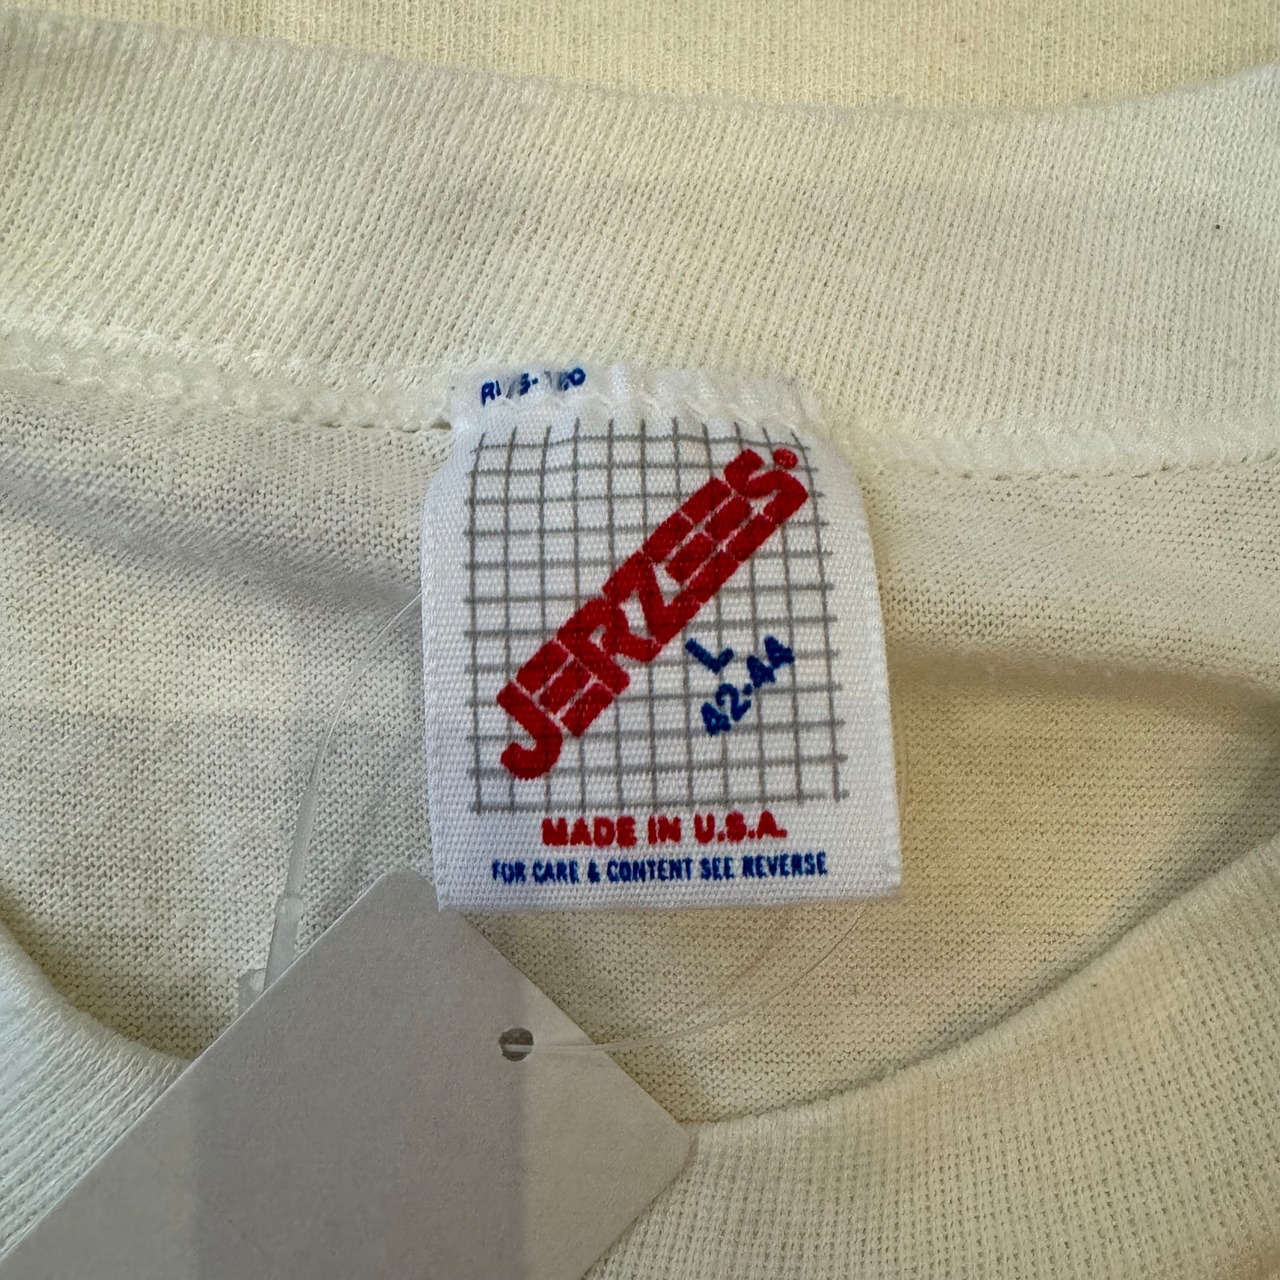 JERZEES®
L
42-44
MADE IN U.S.A.
FOR CARE & CONTENT SEE REVERSE